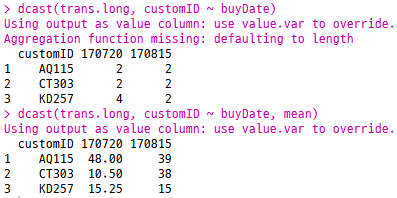 > dcast(trans.long, customID ~ buyDate)
Using output as value column: use value.var to override.
Aggregation function missing: defaulting to length
  customID 170720 170815
1    AQ115      2      2
2    CT303      2      2
3    KD257      4      2
> dcast(trans.long, customID ~ buyDate, mean)
Using output as value column: use value.var to override.
  customID 170720 170815
1    AQ115  48.00     39
2    CT303  10.50     38
3    KD257  15.25     15